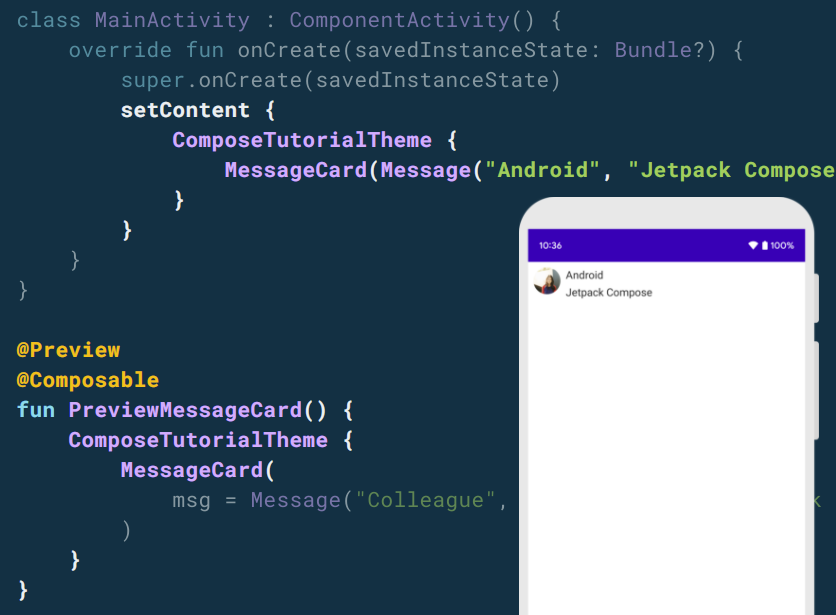 class MainActivity : ComponentActivity() {
    override fun onCreate(savedInstanceState: Bundle?) {
        super.onCreate(savedInstanceState)
        setContent {
            ComposeTutorialTheme {
                MessageCard(Message("Android", "Jetpack Compose
            }
        }
    }
}
10:36 100%
Android
Jetpack Compose
@Preview
@Composable
fun PreviewMessageCard() {
    ComposeTutorialTheme {
        MessageCard(
            msg = Message("Colleague",
        )
    }
}